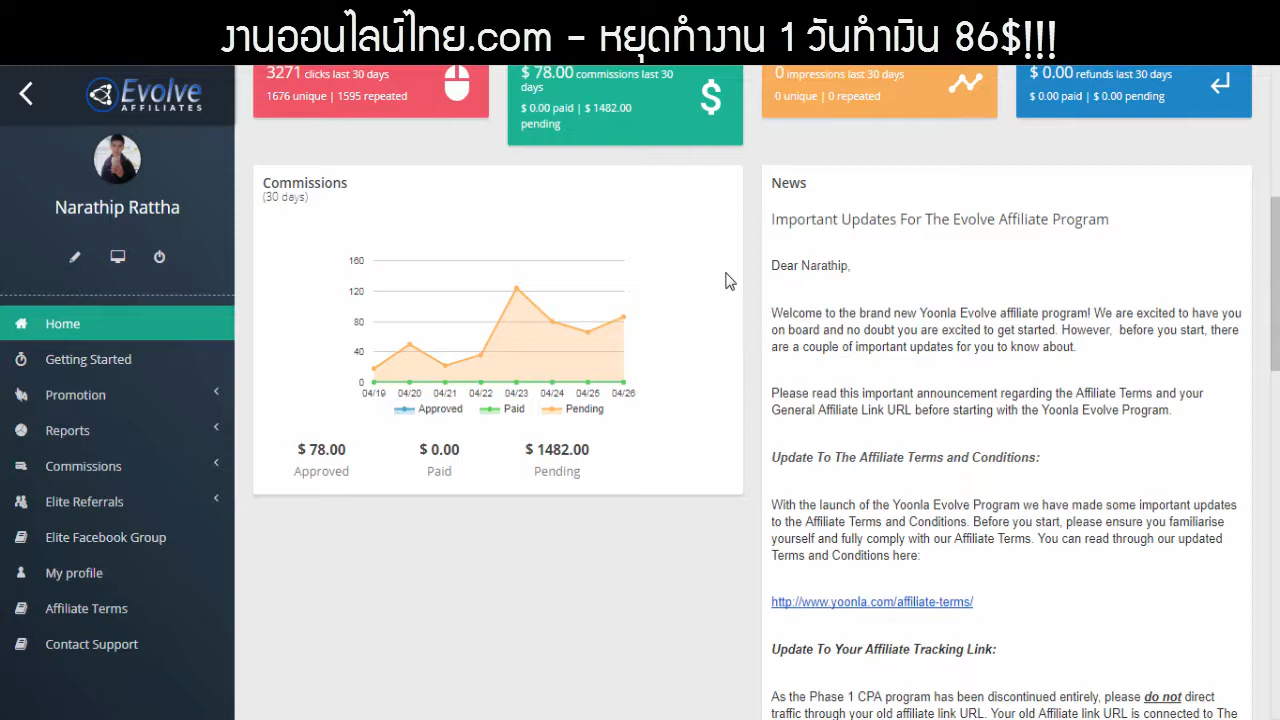 งานออนไลน์ไทย.com - หยุดทำงาน 1 วันทำเงิน 86$!!!
Evolve
AFFILIATES
Narathip Rattha
Home
Getting Started
Promotion
Reports
Commissions
Elite Referrals
Elite Facebook Group
My profile
Affiliate Terms
Contact Support
3271 clicks last 30 days
1676 unique | 1595 repeated
$ 78.00 commissions last 30
days
$ 0.00 paid | $ 1482.00
pending
0 impressions last 30 days
0 unique | 0 repeated
$ 0.00 refunds last 30 days
$ 0.00 paid | $ 0.00 pending
Commissions
(30 days)
160
120
80
40
0
04/19 04/20 04/21 04/22 04/23 04/24 04/25 04/26
Approved Paid Pending
$ 78.00 $ 0.00 $ 1482.00
Approved Paid Pending
News
Important Updates For The Evolve Affiliate Program
Dear Narathip,
Welcome to the brand new Yoonla Evolve affiliate program! We are excited to have you
on board and no doubt you are excited to get started. However, before you start, there
are a couple of important updates for you to know about.
Please read this important announcement regarding the Affiliate Terms and your
General Affiliate Link URL before starting with the Yoonla Evolve Program.
Update To The Affiliate Terms and Conditions:
With the launch of the Yoonla Evolve Program we have made some important updates
to the Affiliate Terms and Conditions. Before you start, please ensure you familiarise
yourself and fully comply with our Affiliate Terms. You can read through our updated
Terms and Conditions here:
http://www.yoonla.com/affiliate-terms/
Update To Your Affiliate Tracking Link:
As the Phase 1 CPA program has been discontinued entirely, please do not direct
traffic through your old affiliate link URL. Your old Affiliate link URL is connected to The